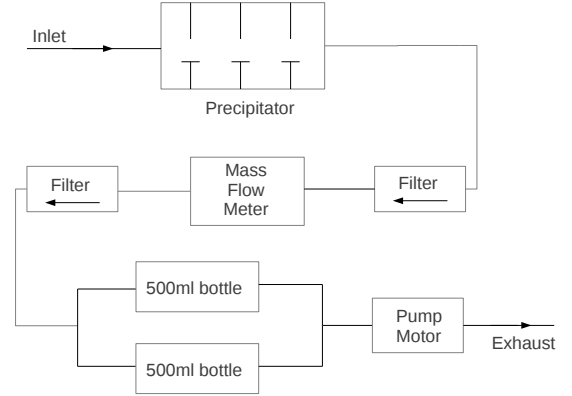 Inlet
Precipitator
Filter
Mass
Flow
Meter
Filter
500ml bottle
500ml bottle
Pump
Motor
Exhaust